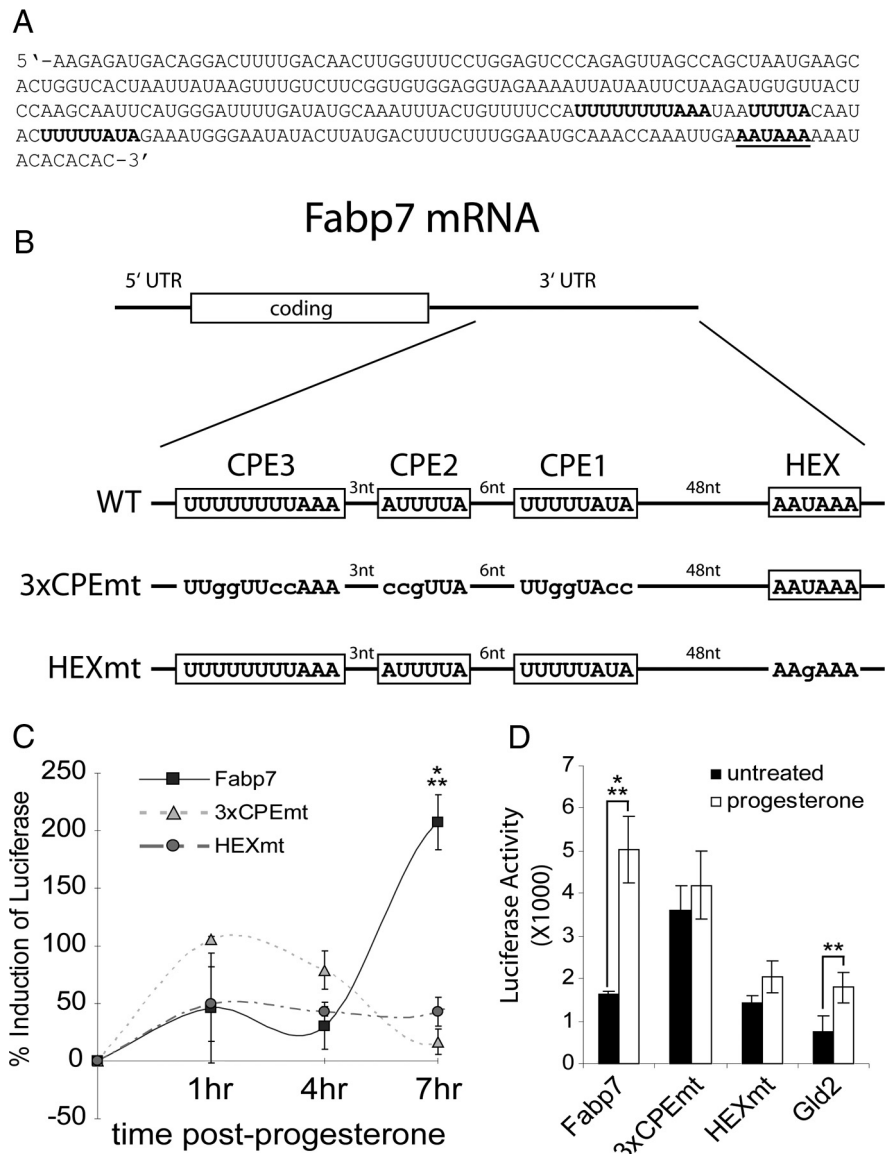 A
5'-AAGAGAUGACAGGACUUUUGACAACUUGGUUUCCUGGAGUCCCAGAGUUAGCCAGCUAAUGAAGC
ACUGGUCACUAAUUAUAAGUUUGUCUUCGGUGUGGAGGUAGAAAAUUAUAAUUCUAAGAUGUGUUACU
CCAAGCAAUUCAUGGGAUUUUGAUAUGCAAAUUUACUGUUUUCCAUUUUUUUUAAAUAAUUUUACAAU
ACUUUUUAUAGAAAUGGGAAUAUACUUAUGACUUUCUUUGGAAUGCAAACCAAAUUGAAAUAAAAAAU
ACACACAC-3'
Fabp7 mRNA
B
5' UTR
coding
3' UTR
CPE3 CPE2 CPE1 HEX
WT UUUUUUUUAAA 3nt AUUUUA 6nt UUUUUAUA 48nt AAUAAA
3xCPEmt UUggUUccAAA 3nt ccgUUA 6nt UUggUAcc 48nt AAUAAA
HEXmt UUUUUUUUAAA 3nt AUUUUA 6nt UUUUUAUA 48nt AAgAAA
C
% Induction of Luciferase
250
200
150
100
50
0
-50
Fabp7
3xCPEmt
HEXmt
*
**
1hr 4hr 7hr
time post-progesterone
D
Luciferase Activity
(X1000)
7
6
5
4
3
2
1
0
untreated
progesterone
*
**
**
Fabp7 3xCPEmt HEXmt Gld2